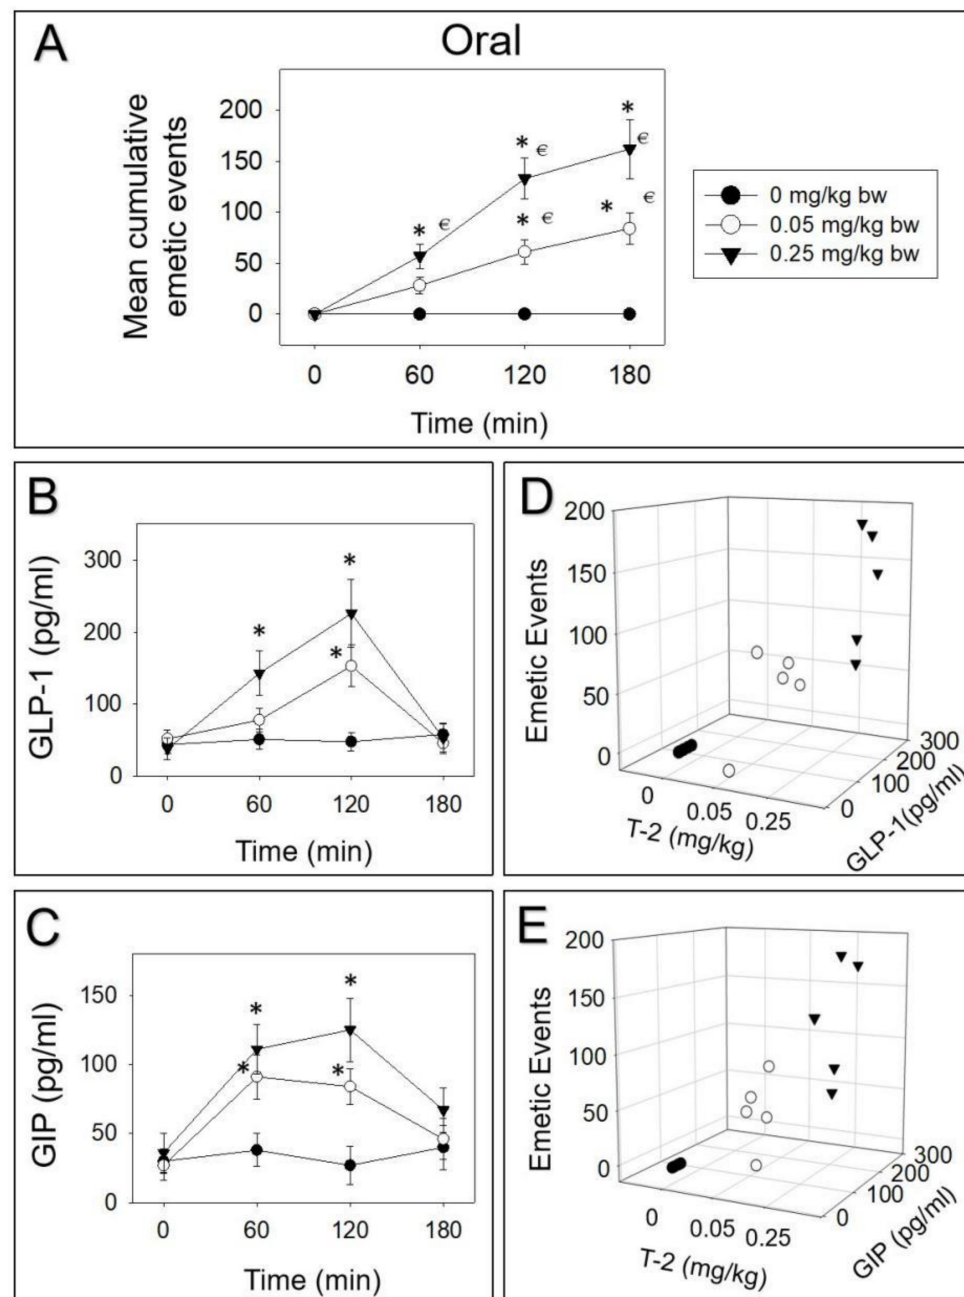 A
Oral
Mean cumulative
emetic events
200
150
100
50
0
* € * € * €
* € * €
0 60 120 180
Time (min)
0 mg/kg bw
0.05 mg/kg bw
0.25 mg/kg bw
B
GLP-1 (pg/ml)
300
200
100
0
* *
*
0 60 120 180
Time (min)
D
Emetic Events
200
150
100
50
0
0 0.05 0.25
T-2 (mg/kg)
0 100 200 300
GLP-1(pg/ml)
C
GIP (pg/ml)
150
100
50
0
* *
* *
0 60 120 180
Time (min)
E
Emetic Events
200
150
100
50
0
0 0.05 0.25
T-2 (mg/kg)
0 100 200 300
GIP (pg/ml)